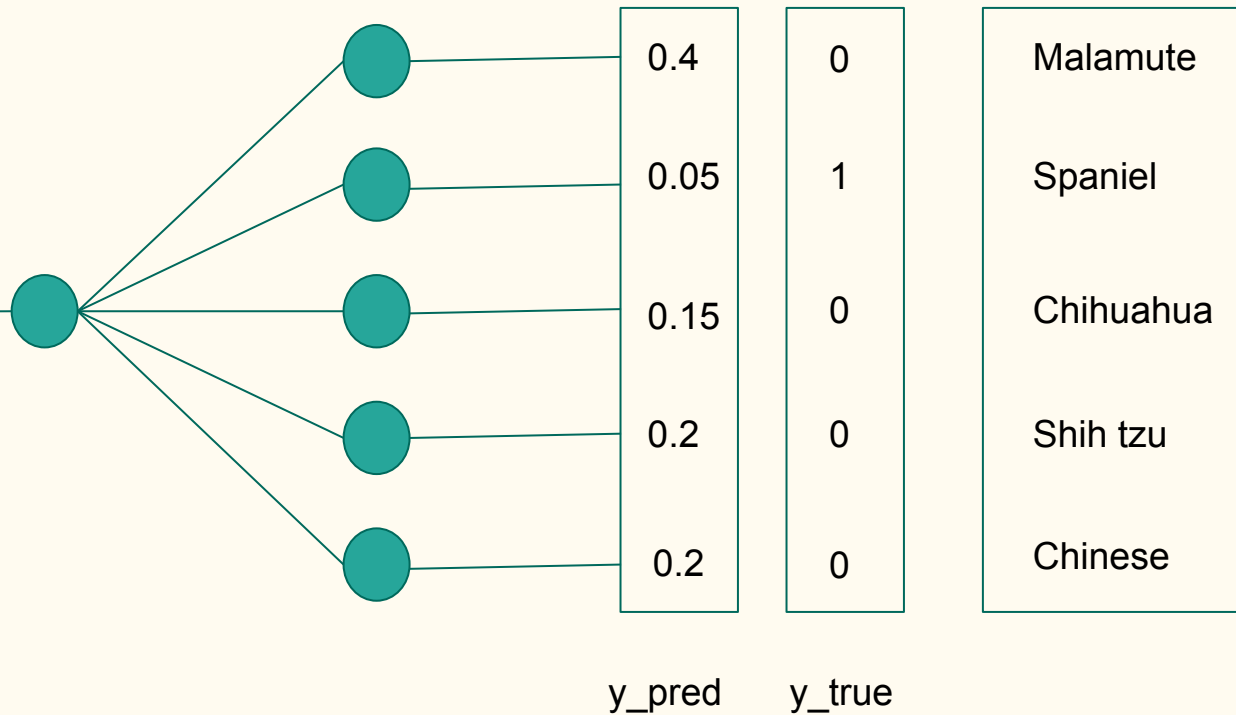 0.4 0 Malamute
0.05 1 Spaniel
0.15 0 Chihuahua
0.2 0 Shih tzu
0.2 0 Chinese
y_pred y_true